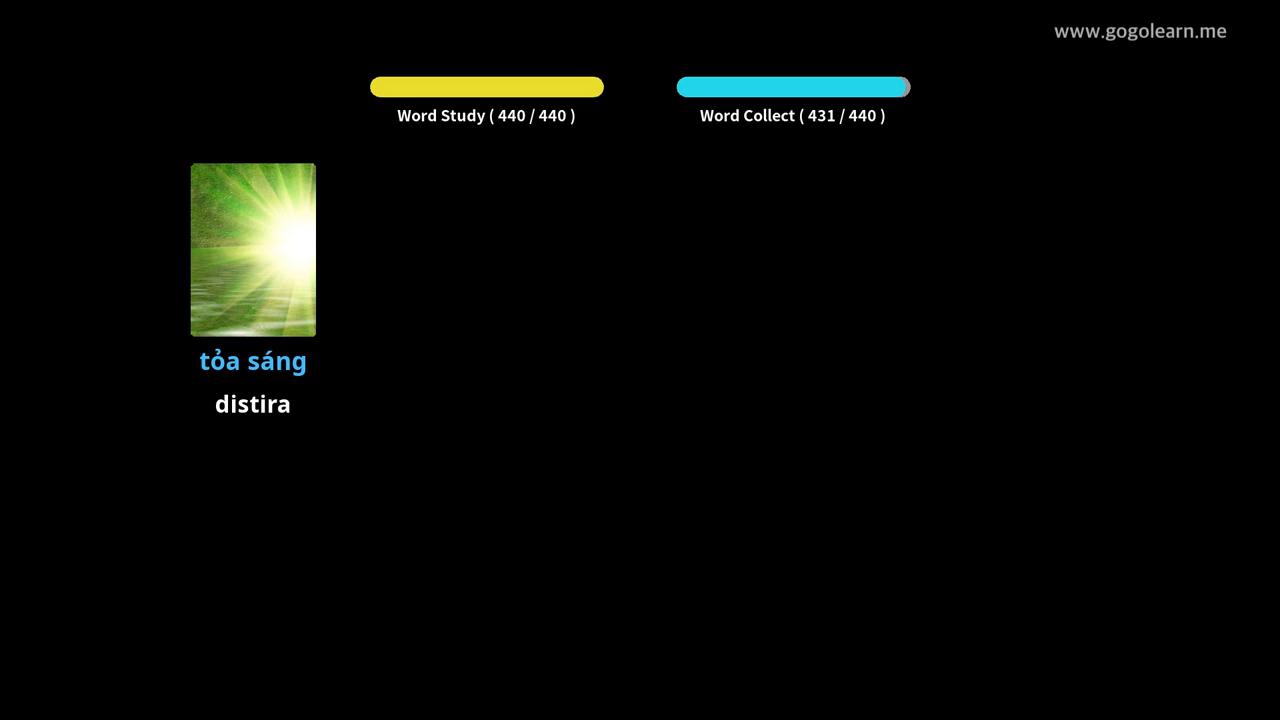 www.gogolearn.me
Word Study ( 440 / 440 )
Word Collect ( 431 / 440 )
tỏa sáng
distira